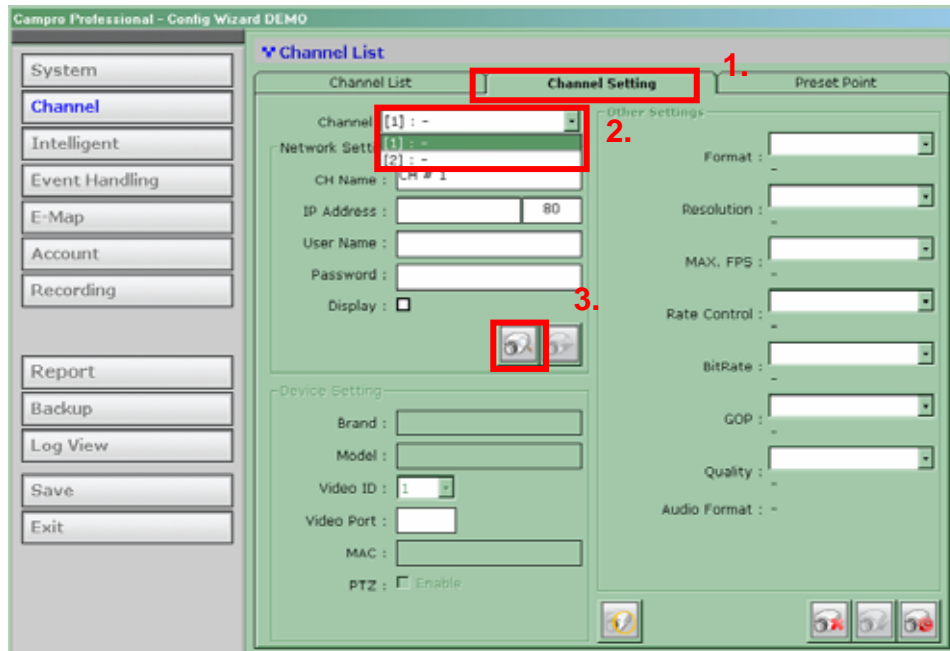 Campro Professional - Config Wizard DEMO
System
Channel
Intelligent
Event Handling
E-Map
Account
Recording
Report
Backup
Log View
Save
Exit
Channel List
Channel List
Channel Setting
1.
Preset Point
Channel [1] : -
2.
[1] : -
[2] : -
Network Setti
CH Name : CH # 1
IP Address : 80
User Name :
Password :
Display :
3.
Device Setting
Brand :
Model :
Video ID : 1
Video Port :
MAC :
PTZ : Enable
Other Settings
Format :
-
Resolution :
-
MAX. FPS :
-
Rate Control :
-
BitRate :
-
GOP :
-
Quality :
-
Audio Format : -